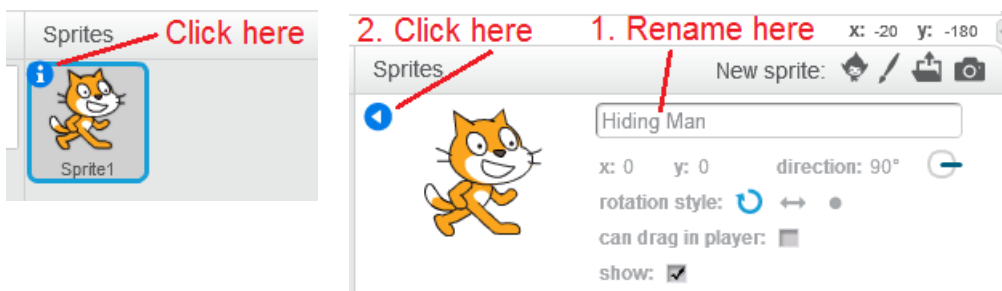 Sprites
Click here
Sprite1
2. Click here
1. Rename here
x: -20 y: -180
Sprites
New sprite:
Hiding Man
x: 0 y: 0 direction: 90°
rotation style:
can drag in player:
show: